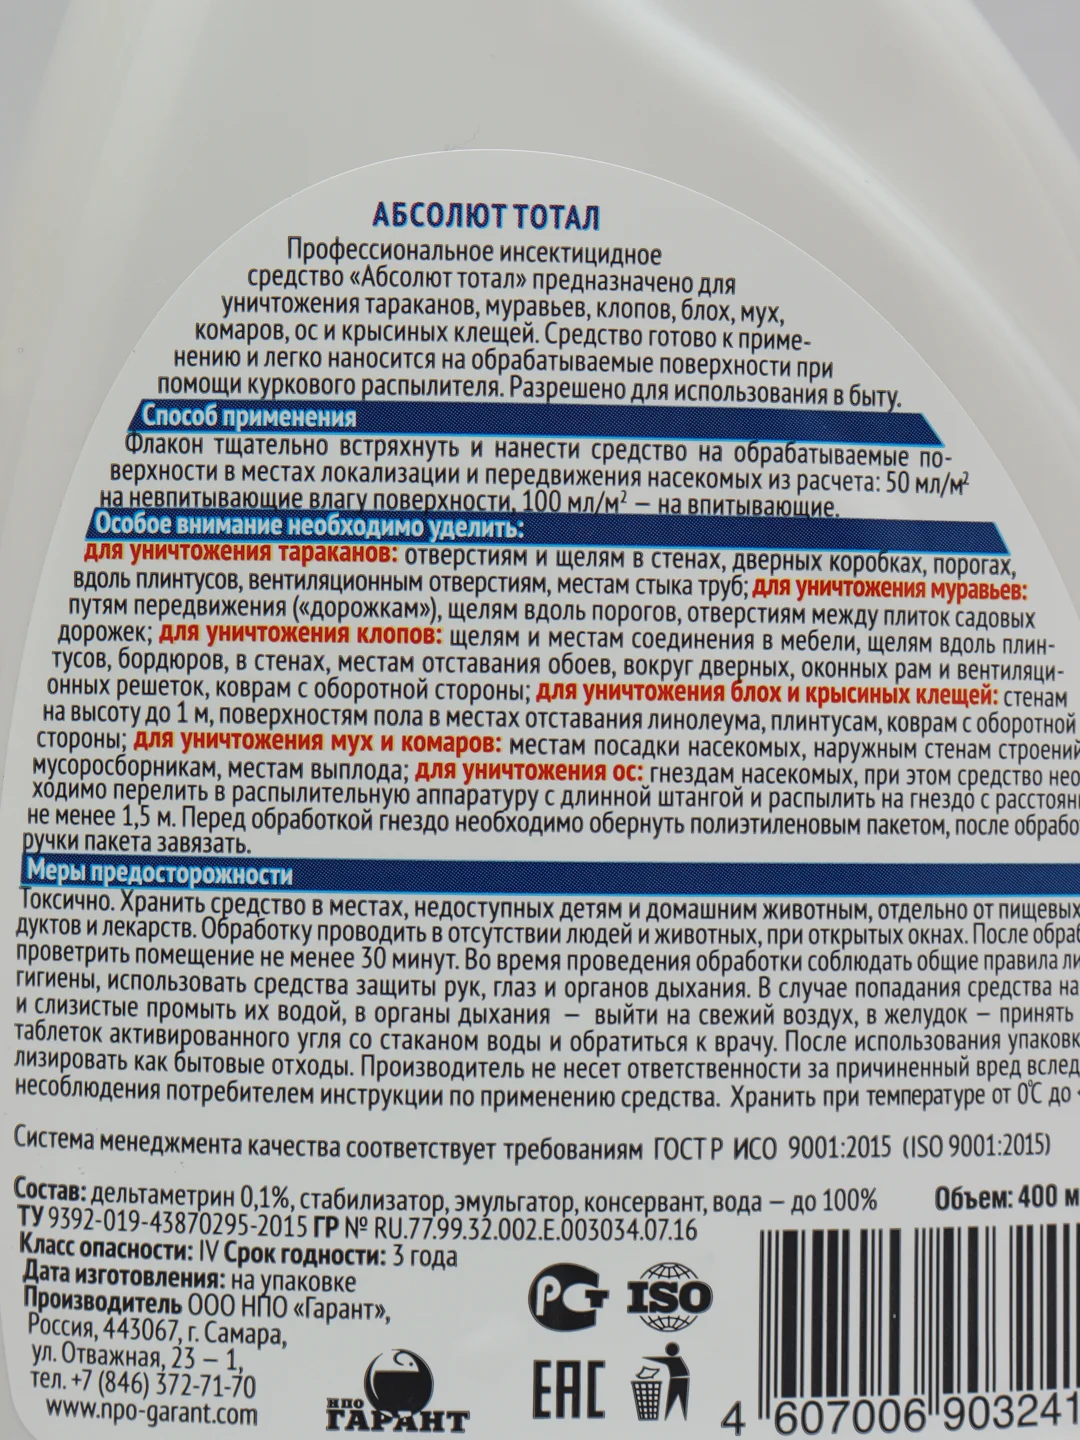 АБСОЛЮТ ТОТАЛ
Профессиональное инсектицидное
средство «Абсолют тотал» предназначено для
уничтожения тараканов, муравьев, клопов, блох, мух,
комаров, ос и крысиных клещей. Средство готово к приме-
нению и легко наносится на обрабатываемые поверхности при
помощи куркового распылителя. Разрешено для использования в быту.
Способ применения
Флакон тщательно встряхнуть и нанести средство на обрабатываемые по-
верхности в местах локализации и передвижения насекомых из расчета: 50 мл/м²
на невпитывающие влагу поверхности, 100 мл/м² — на впитывающие.
Особое внимание необходимо уделить:
для уничтожения тараканов: отверстиям и щелям в стенах, дверных коробках, порогах,
вдоль плинтусов, вентиляционным отверстиям, местам стыка труб; для уничтожения муравьев:
путям передвижения («дорожкам»), щелям вдоль порогов, отверстиям между плиток садовых
дорожек; для уничтожения клопов: щелям и местам соединения в мебели, щелям вдоль плин-
тусов, бордюров, в стенах, местам отставания обоев, вокруг дверных, оконных рам и вентиляци-
онных решеток, коврам с оборотной стороны; для уничтожения блох и крысиных клещей: стенам
на высоту до 1 м, поверхностям пола в местах отставания линолеума, плинтусам, коврам с оборотной
стороны; для уничтожения мух и комаров: местам посадки насекомых, наружным стенам строений
мусоросборникам, местам выплода; для уничтожения ос: гнездам насекомых, при этом средство нео
ходимо перелить в распылительную аппаратуру с длинной штангой и распылить на гнездо с расстоян
не менее 1,5 м. Перед обработкой гнездо необходимо обернуть полиэтиленовым пакетом, после обрабо
ручки пакета завязать.
Меры предосторожности
Токсично. Хранить средство в местах, недоступных детям и домашним животным, отдельно от пищевых
дуктов и лекарств. Обработку проводить в отсутствии людей и животных, при открытых окнах. После обраб
проветрить помещение не менее 30 минут. Во время проведения обработки соблюдать общие правила ли
гигиены, использовать средства защиты рук, глаз и органов дыхания. В случае попадания средства на
и слизистые промыть их водой, в органы дыхания — выйти на свежий воздух, в желудок — принять
таблеток активированного угля со стаканом воды и обратиться к врачу. После использования упаковк
лизировать как бытовые отходы. Производитель не несет ответственности за причиненный вред вслед
несоблюдения потребителем инструкции по применению средства. Хранить при температуре от 0°С до
Система менеджмента качества соответствует требованиям ГОСТ Р ИСО 9001:2015 (ISO 9001:2015)
Состав: дельтаметрин 0,1%, стабилизатор, эмульгатор, консервант, вода — до 100% Объем: 400 м
ТУ 9392-019-43870295-2015 ГР № RU.77.99.32.002.Е.003034.07.16
Класс опасности: IV Срок годности: 3 года
Дата изготовления: на упаковке
Производитель ООО НПО «Гарант»,
Россия, 443067, г. Самара,
ул. Отважная, 23 – 1,
тел. +7 (846) 372-71-70
www.npo-garant.com
НПО
ГАРАНТ
РСТ ISO
EAC
4 607006 903241